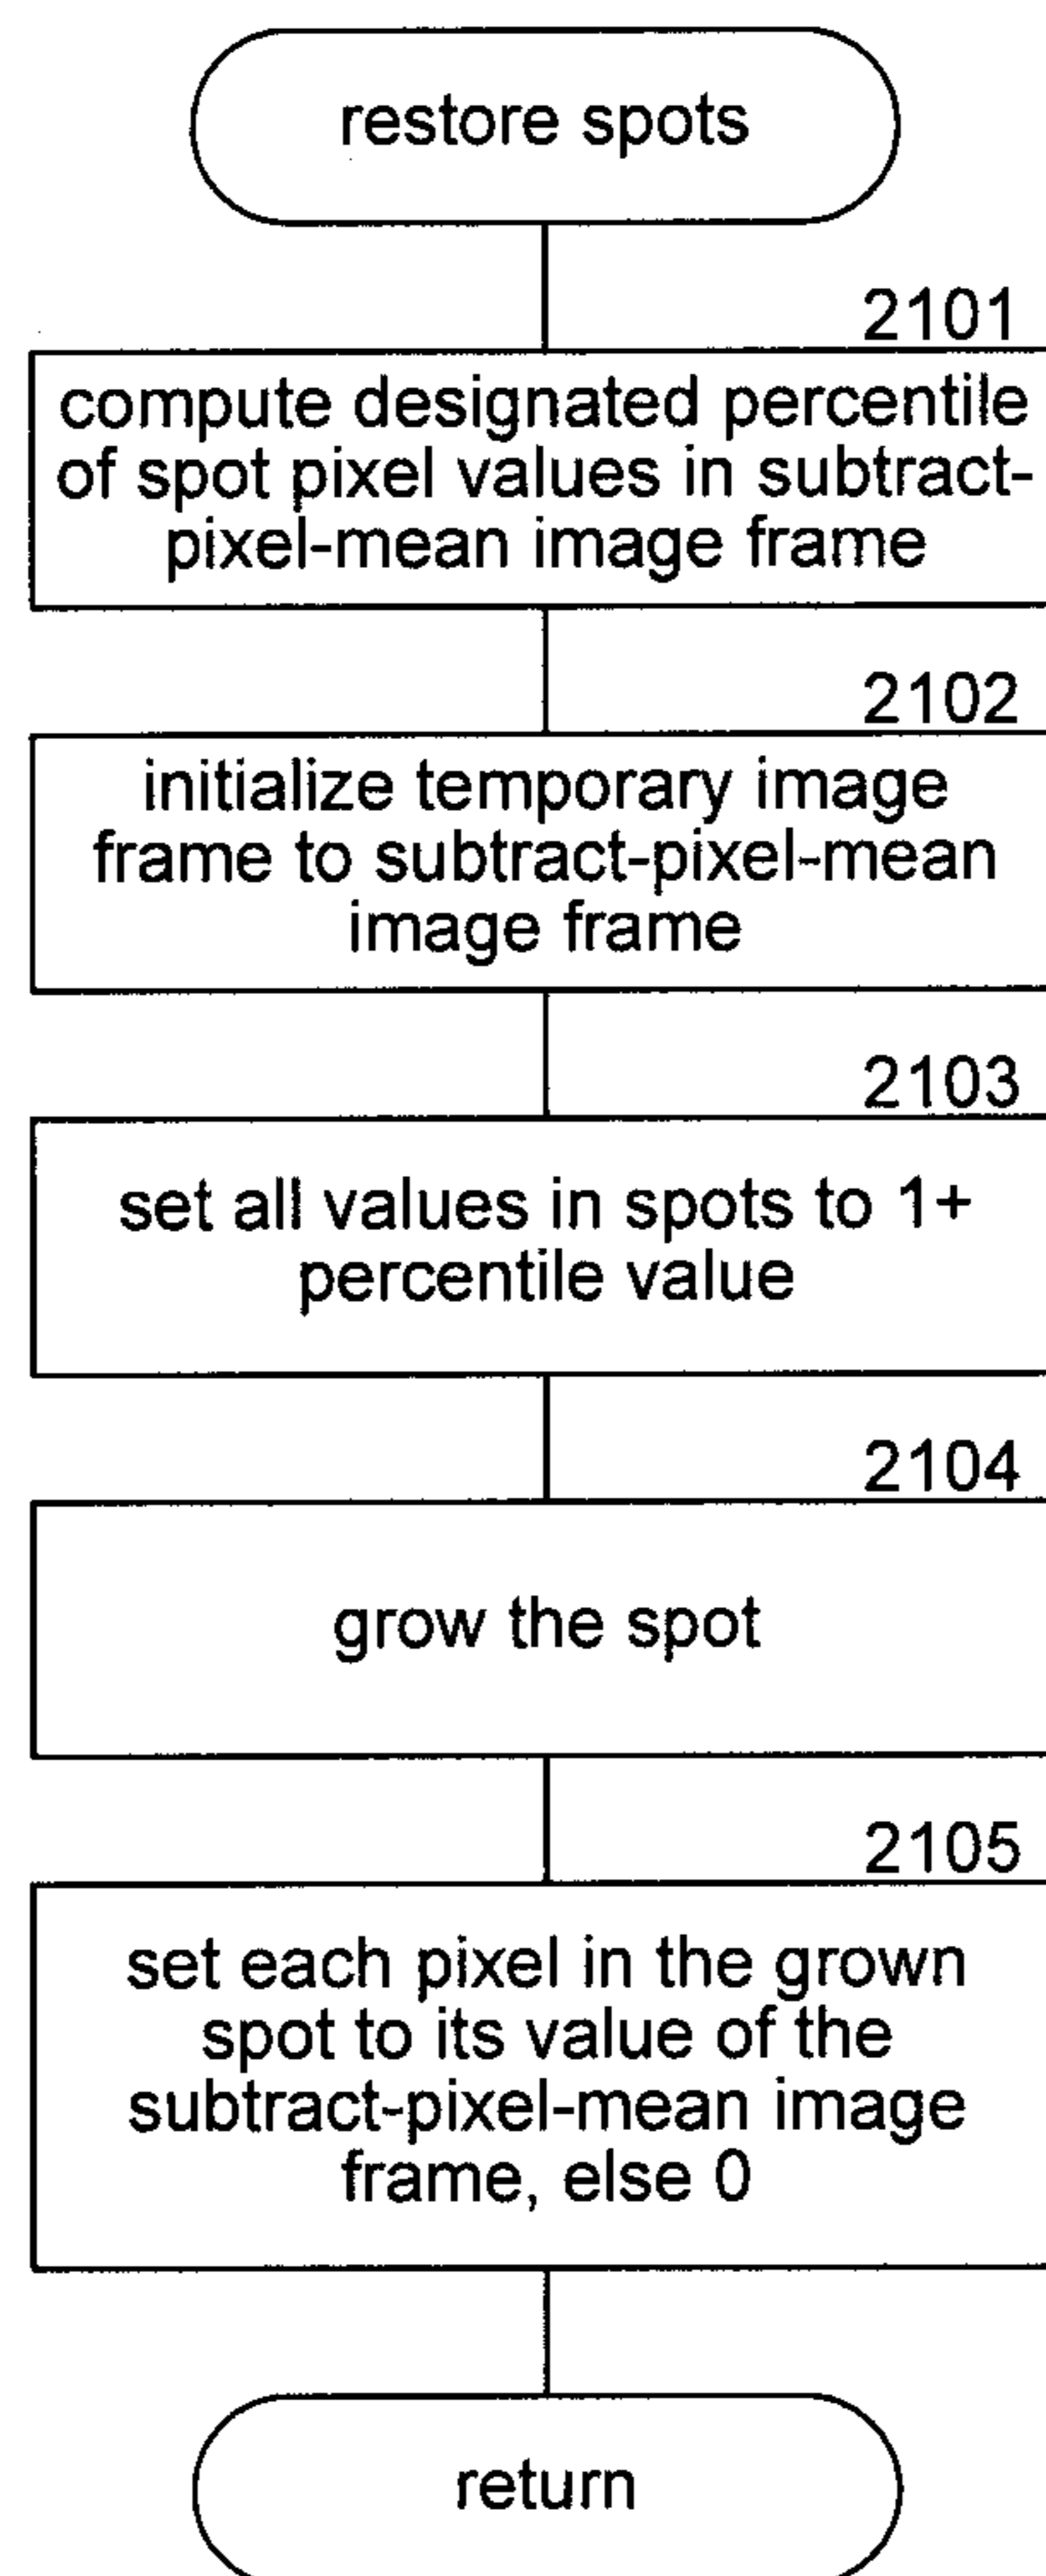 restore spots
2101
compute designated percentile
of spot pixel values in subtract-
pixel-mean image frame
2102
initialize temporary image
frame to subtract-pixel-mean
image frame
2103
set all values in spots to 1+
percentile value
2104
grow the spot
2105
set each pixel in the grown
spot to its value of the
subtract-pixel-mean image
frame, else 0
return